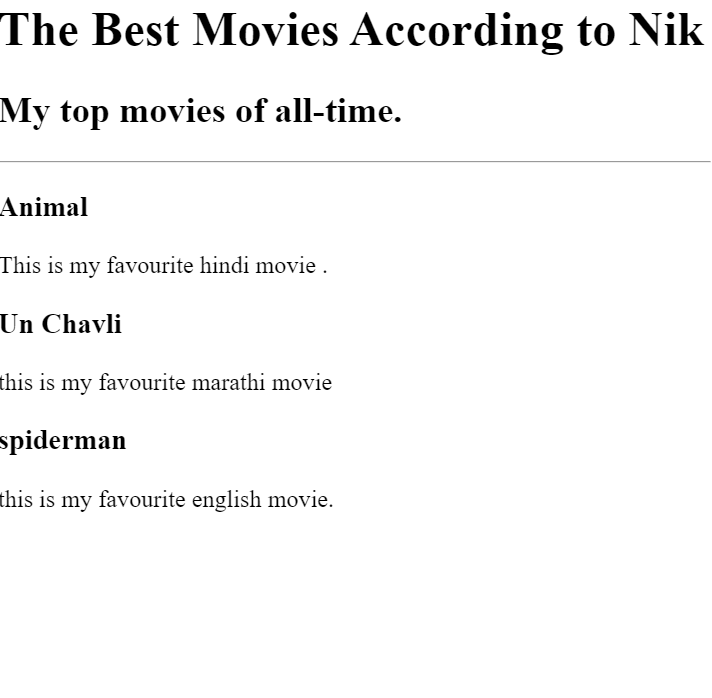 The Best Movies According to Nik
My top movies of all-time.
Animal
This is my favourite hindi movie .
Un Chavli
this is my favourite marathi movie
spiderman
this is my favourite english movie.